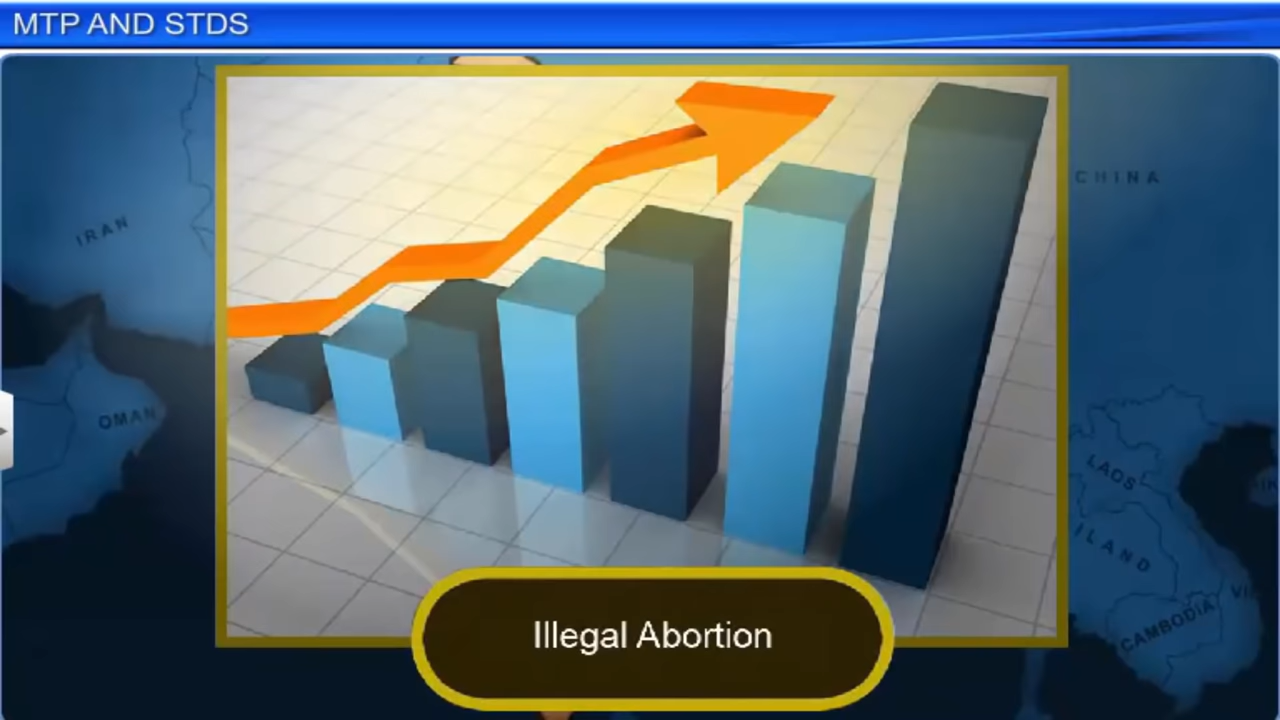 MTP AND STDS
CHINA
IRAN
OMAN
LAOS
ILAND
CAMBODIA
Illegal Abortion